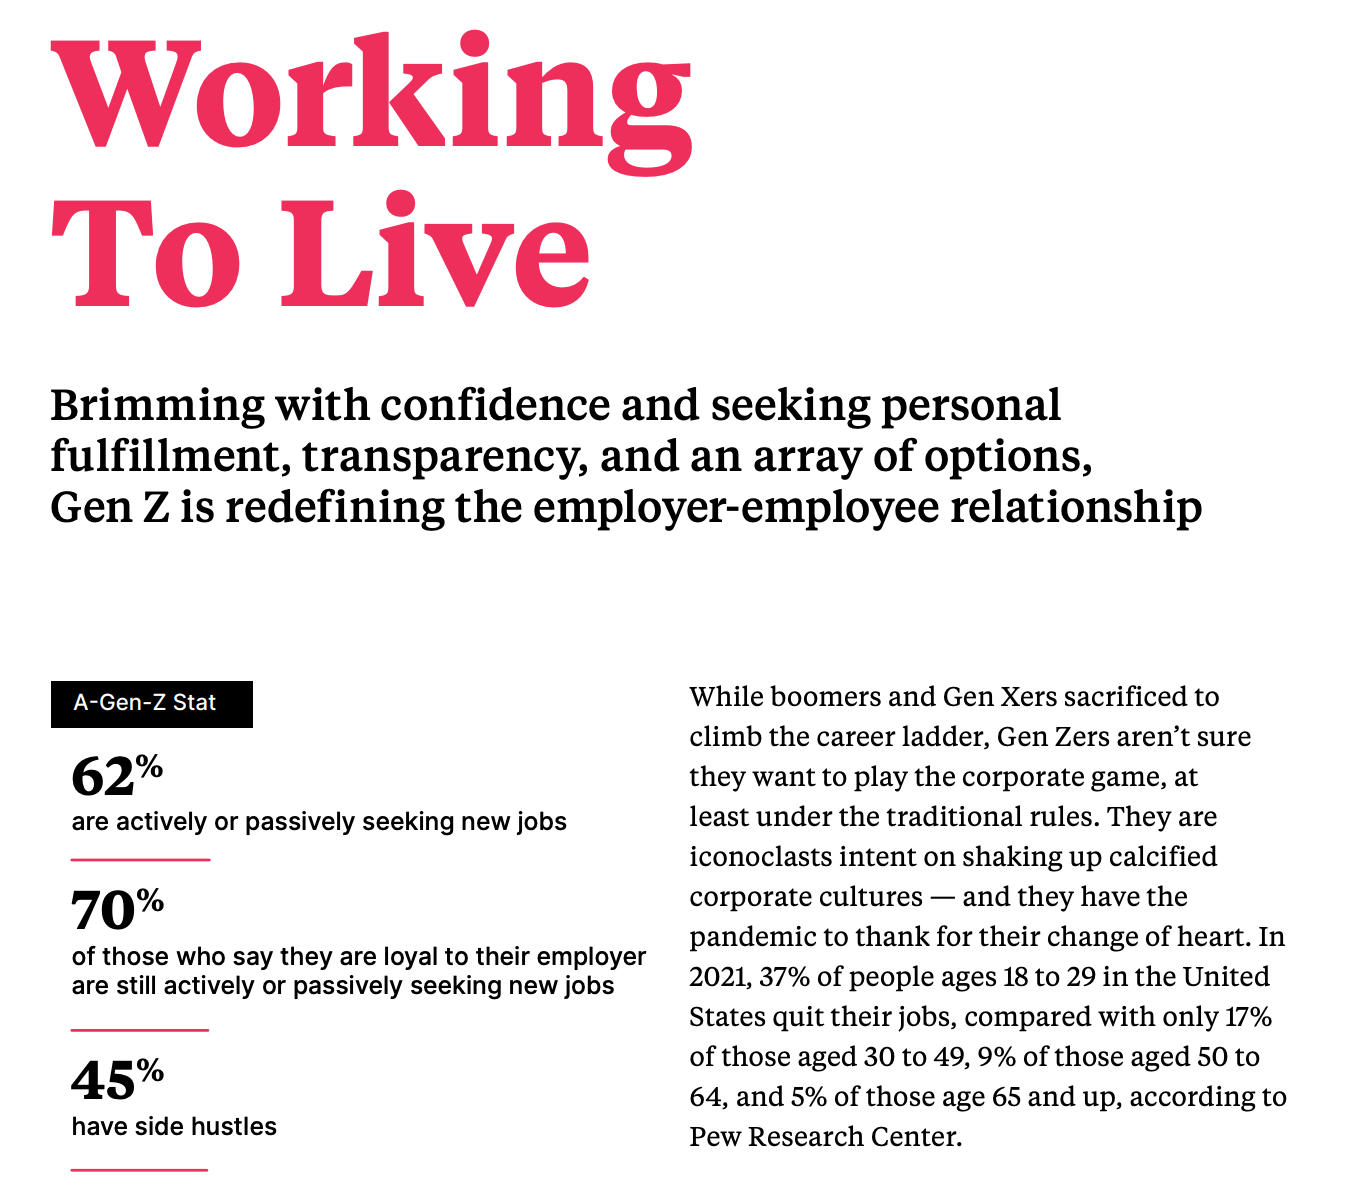 Working
To Live
Brimming with confidence and seeking personal
fulfillment, transparency, and an array of options,
Gen Z is redefining the employer-employee relationship
A-Gen-Z Stat
62%
are actively or passively seeking new jobs
70%
of those who say they are loyal to their employer
are still actively or passively seeking new jobs
45%
have side hustles
While boomers and Gen Xers sacrificed to
climb the career ladder, Gen Zers aren’t sure
they want to play the corporate game, at
least under the traditional rules. They are
iconoclasts intent on shaking up calcified
corporate cultures — and they have the
pandemic to thank for their change of heart. In
2021, 37% of people ages 18 to 29 in the United
States quit their jobs, compared with only 17%
of those aged 30 to 49, 9% of those aged 50 to
64, and 5% of those age 65 and up, according to
Pew Research Center.